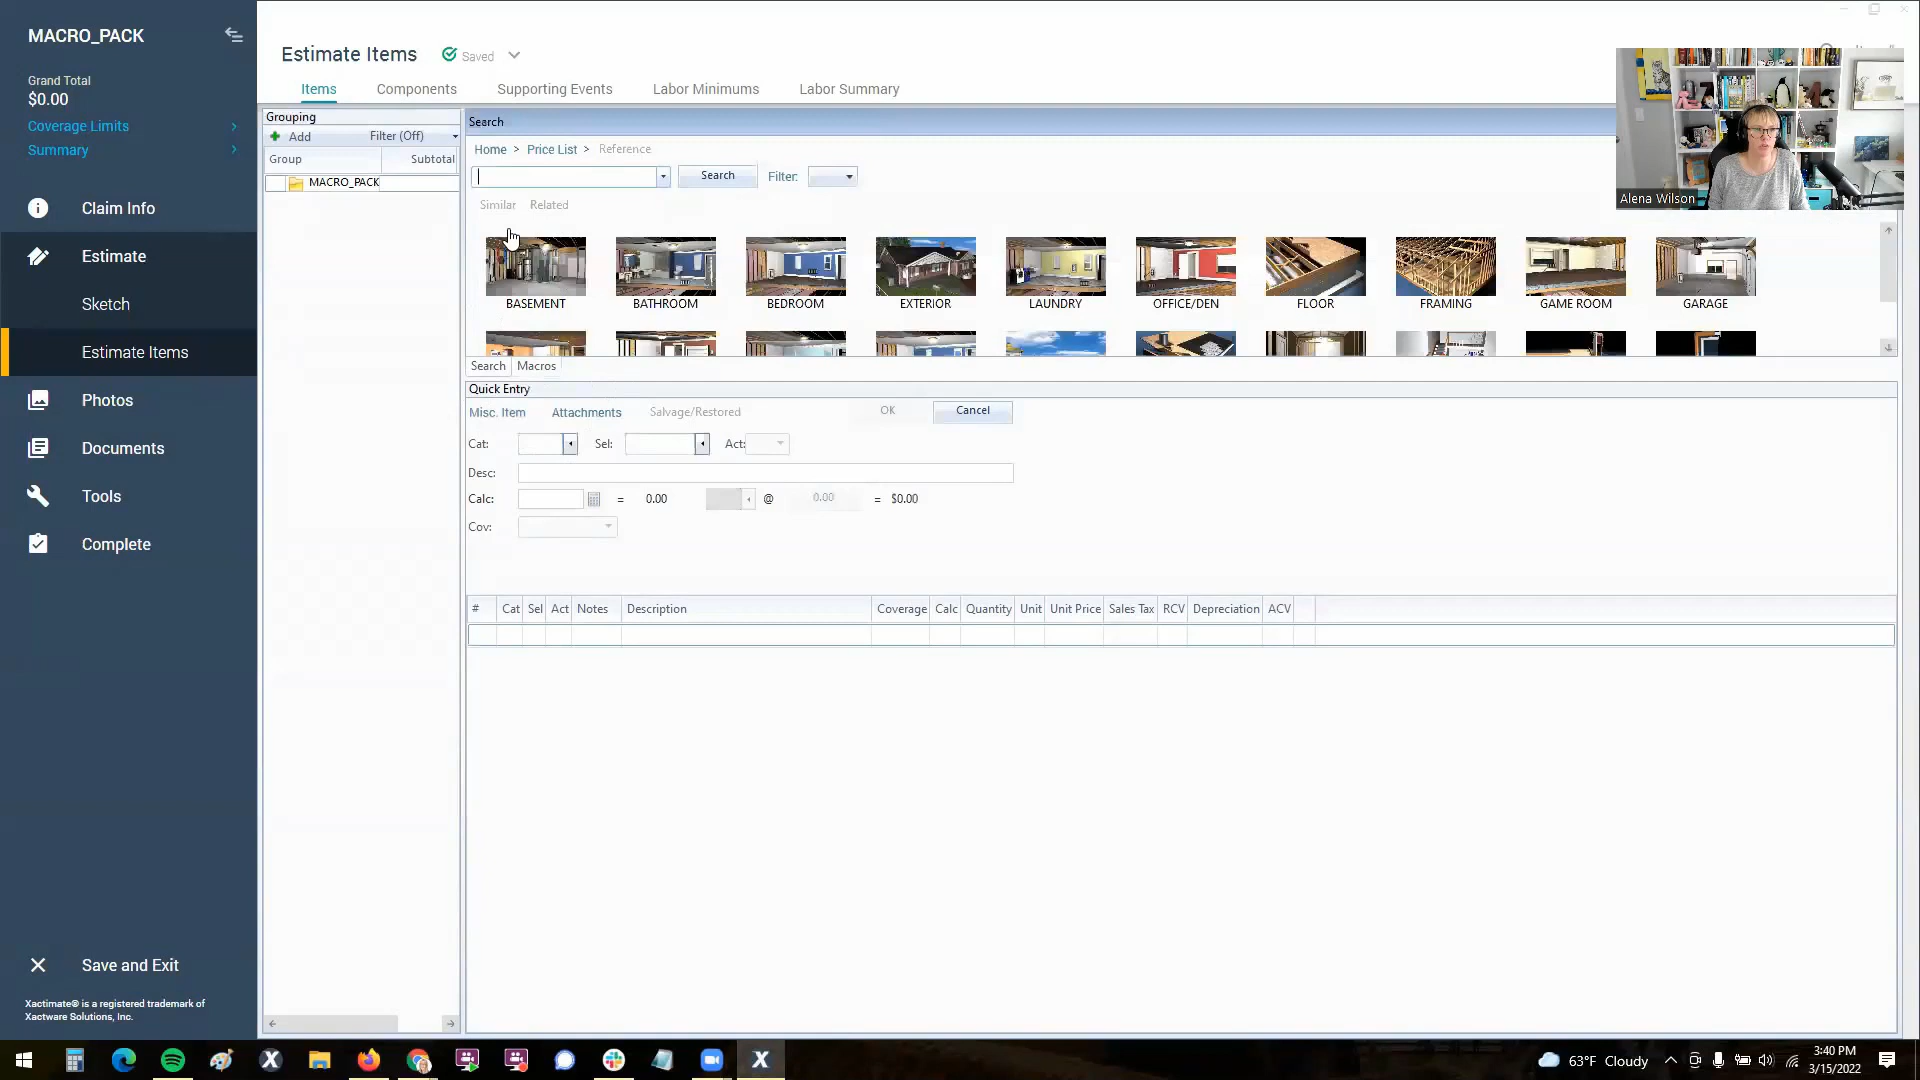 MACRO_PACK
Grand Total
$0.00
Coverage Limits
Summary
Claim Info
Estimate
Sketch
Estimate Items
Photos
Documents
Tools
Complete
Save and Exit
Xactimate® is a registered trademark of
Xactware Solutions, Inc.
Estimate Items Saved
Items Components Supporting Events Labor Minimums Labor Summary
Grouping
Add Filter (Off)
Group Subtotal
MACRO_PACK
Search
Home > Price List > Reference
Search Filter:
Similar Related
BASEMENT BATHROOM BEDROOM EXTERIOR LAUNDRY OFFICE/DEN FLOOR FRAMING GAME ROOM GARAGE
Search Macros
Quick Entry
Misc. Item Attachments Salvage/Restored OK Cancel
Cat: Sel: Act:
Desc:
Calc: = 0.00 @ 0.00 = $0.00
Cov:
# Cat Sel Act Notes Description Coverage Calc Quantity Unit Unit Price Sales Tax RCV Depreciation ACV
Alena Wilson
63°F Cloudy
3:40 PM
3/15/2022